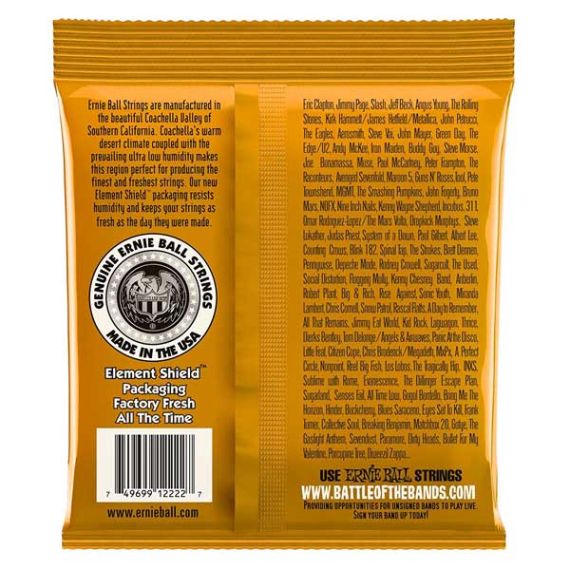 Ernie Ball Strings are manufactured in
the beautiful Coachella Dalley of
Southern California. Coachella's warm
desert climate coupled with the
prevailing ultra low humidity makes
this region perfect for producing the
finest and freshest strings. Our new
Element Shield™ packaging resists
humidity and keeps your strings as
fresh as the day they were made.
GENUINE ERNIE BALL STRINGS
MADE IN THE USA
Element Shield™
Packaging
Factory Fresh
All The Time
7 49699 12222 7
www.ernieball.com
Eric Clapton, Jimmy Page, Slash, Jeff Beck, Angus Young, The Rolling
Stones, Kirk Hammett/James Hetfield/Metallica, John Petrucci,
The Eagles, Aerosmith, Steve Vai, John Mayer, Green Day, The
Edge/U2, Andy McKee, Iron Maiden, Buddy Guy, Steve Morse,
Joe Bonamassa, Muse, Paul McCartney, Peter Frampton, The
Raconteurs, Avenged Sevenfold, Maroon 5, Guns N' Roses, Tool, Pete
Townshend, MGMT, The Smashing Pumpkins, John Fogerty, Bruno
Mars, NOFX, Nine Inch Nails, Kenny Wayne Shepherd, Incubus, 311,
Omar Rodriguez-Lopez/The Mars Volta, Dropkick Murphys, Steve
Lukather, Judas Priest, System of a Down, Paul Gilbert, Albert Lee,
Counting Crows, Blink 182, Spinal Tap, The Strokes, Brett Dennen,
Pennywise, Depeche Mode, Rodney Crowell, Sugarcult, The Used,
Social Distortion, Flogging Molly, Kenny Chesney Band, Anberlin,
Robert Plant, Big & Rich, Rise Against, Sonic Youth, Miranda
Lambert, Chris Cornell, Snow Patrol, Rascal Flatts, A Day to Remember,
All That Remains, Jimmy Eat World, Kid Rock, Lagwagon, Thrice,
Dierks Bentley, Tom Delonge/Angels & Airwaves, Panic At the Disco,
Little Feat, Citizen Cope, Chris Broderick/Megadeth, MxPx, A Perfect
Circle, Nonpoint, Reel Big Fish, Los Lobos, The Tragically Hip, INXS,
Sublime with Rome, Evanescence, The Dillinger Escape Plan,
Sugarland, Senses Fail, All Time Low, Gogol Bordello, Bring Me The
Horizon, Hinder, Buckcherry, Blues Saraceno, Eyes Set To Kill, Frank
Turner, Collective Soul, Breaking Benjamin, Matchbox 20, Gotye, The
Gaslight Anthem, Sevendust, Paramore, Dirty Heads, Bullet For My
Valentine, Porcupine Tree, Dweezil Zappa...
USE ERNIE BALL STRINGS
WWW.BATTLEOFTHEBANDS.COM
PROVIDING OPPORTUNITIES FOR UNSIGNED BANDS TO PLAY LIVE.
SIGN YOUR BAND UP TODAY!